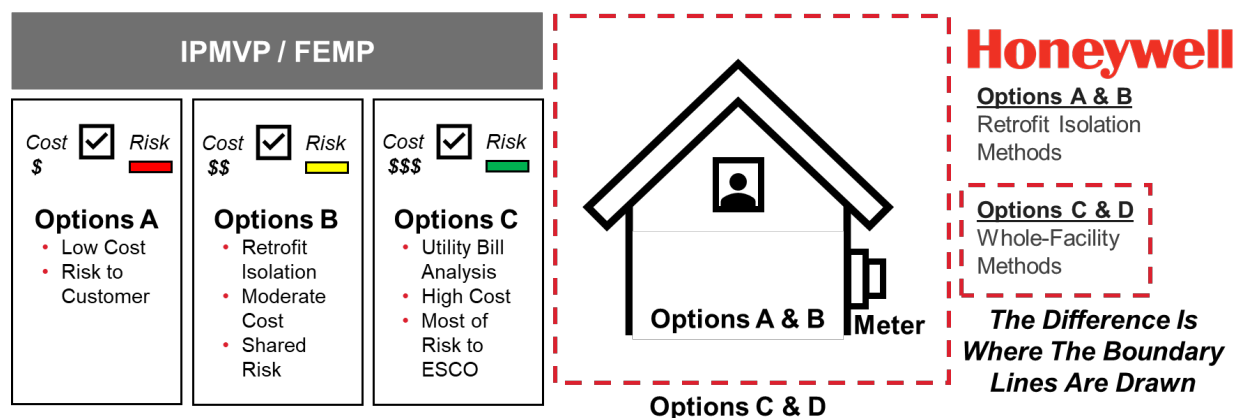 IPMVP / FEMP
Cost
$
Risk
Options A
• Low Cost
• Risk to
Customer
Cost
$$
Risk
Options B
• Retrofit
Isolation
• Moderate
Cost
• Shared
Risk
Cost
$$$
Risk
Options C
• Utility Bill
Analysis
• High Cost
• Most of
Risk to
ESCO
Options A & B
Meter
Options C & D
Honeywell
Options A & B
Retrofit Isolation
Methods
Options C & D
Whole-Facility
Methods
The Difference Is
Where The Boundary
Lines Are Drawn